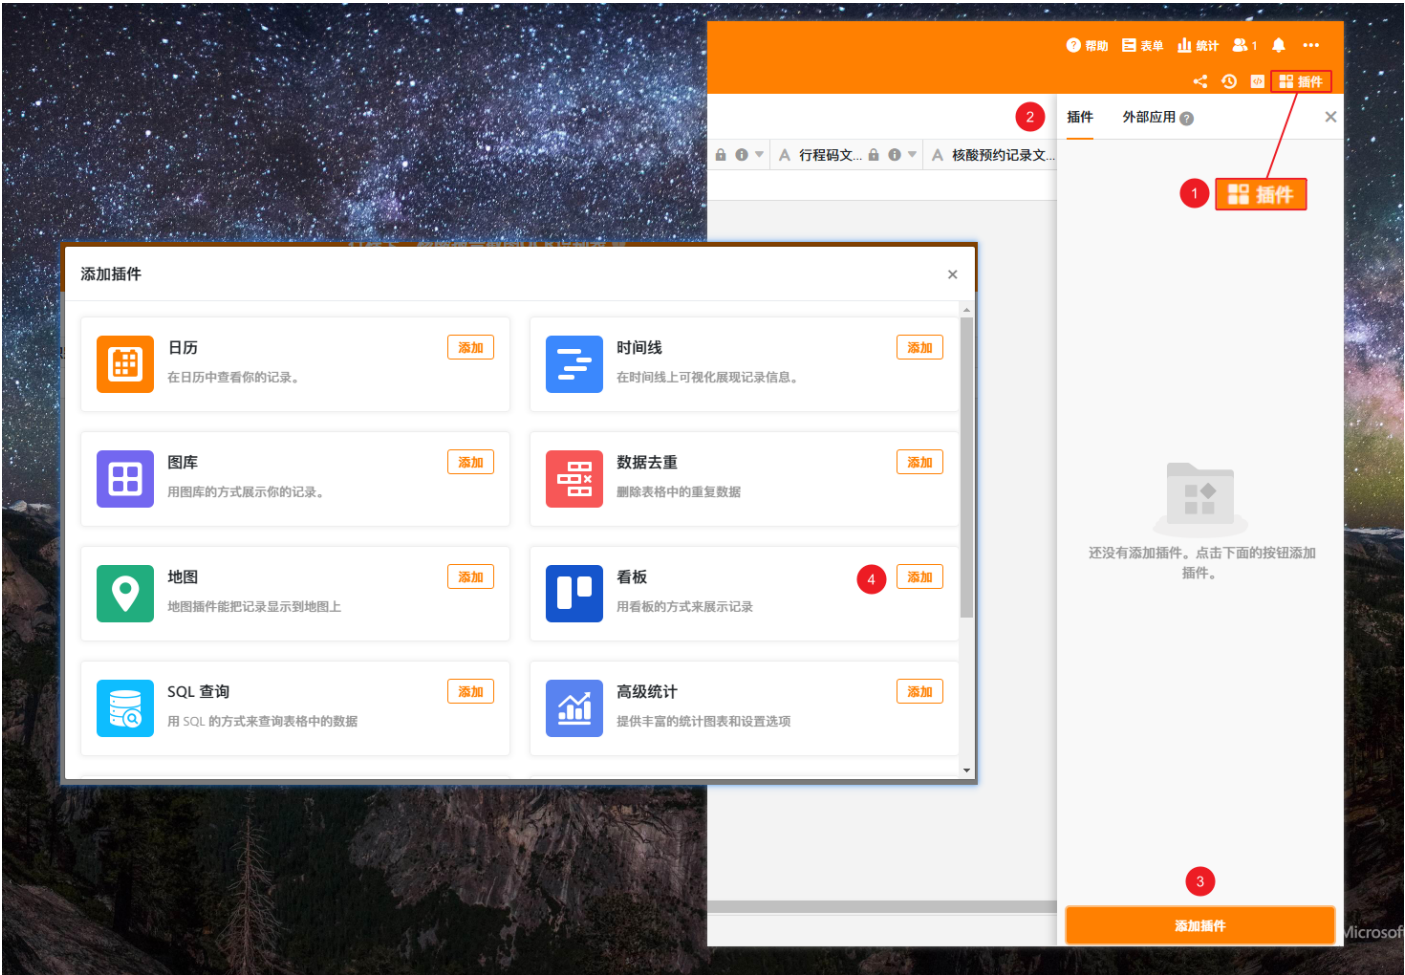 帮助 表单 统计 1
插件
2 插件 外部应用
行程码文... 核酸预约记录文...
1 插件
添加插件
日历 添加
在日历中查看你的记录。
时间线 添加
在时间线上可视化展现记录信息。
图库 添加
用图库的方式展示你的记录。
数据去重 添加
删除表格中的重复数据
地图 添加
地图插件能把记录显示到地图上
看板 4 添加
用看板的方式来展示记录
SQL 查询 添加
用 SQL 的方式来查询表格中的数据
高级统计 添加
提供丰富的统计图表和设置选项
还没有添加插件。点击下面的按钮添加
插件。
3
添加插件
Microsoft